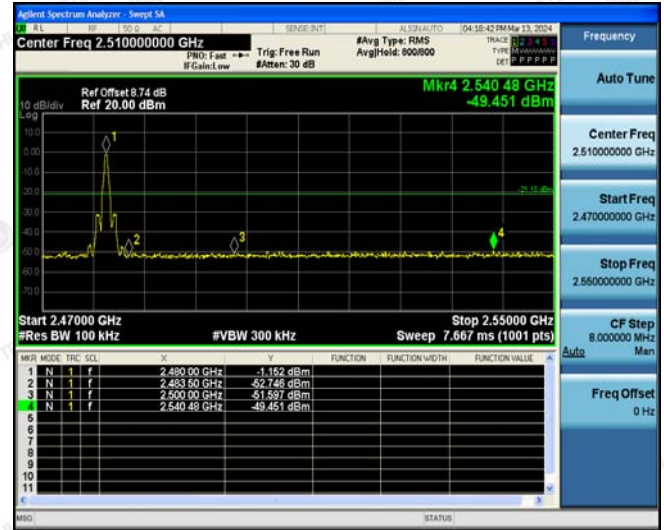 Agilent Spectrum Analyzer - Swept SA
RL RF 50 Ω AC SENSE:INT ALIGN AUTO 04:18:42 PM Mar 13, 2024
Center Freq 2.510000000 GHz
PNO: Fast
IFGain:Low
Trig: Free Run
#Atten: 30 dB
#Avg Type: RMS
Avg|Hold: 800/800
TRACE 1 2 3 4 5 6
TYPE
DET P P P P P P
Frequency
Mkr4 2.540 48 GHz
-49.451 dBm
Ref Offset 8.74 dB
Ref 20.00 dBm
10 dB/div
Log
10.0
0.00
-10.0
-20.0
-30.0
-40.0
-50.0
-60.0
-70.0
-21.15 dBm
1
2
3
4
Start 2.47000 GHz
Stop 2.55000 GHz
#Res BW 100 kHz
#VBW 300 kHz
Sweep 7.667 ms (1001 pts)
MKR MODE TRC SCL X Y FUNCTION FUNCTION WIDTH FUNCTION VALUE
1 N 1 f 2.480 00 GHz -1.152 dBm
2 N 1 f 2.483 50 GHz -52.746 dBm
3 N 1 f 2.500 00 GHz -51.597 dBm
4 N 1 f 2.540 48 GHz -49.451 dBm
5
6
7
8
9
10
11
MSG
STATUS
Auto Tune
Center Freq
2.510000000 GHz
Start Freq
2.470000000 GHz
Stop Freq
2.550000000 GHz
CF Step
8.000000 MHz
Auto Man
Freq Offset
0 Hz